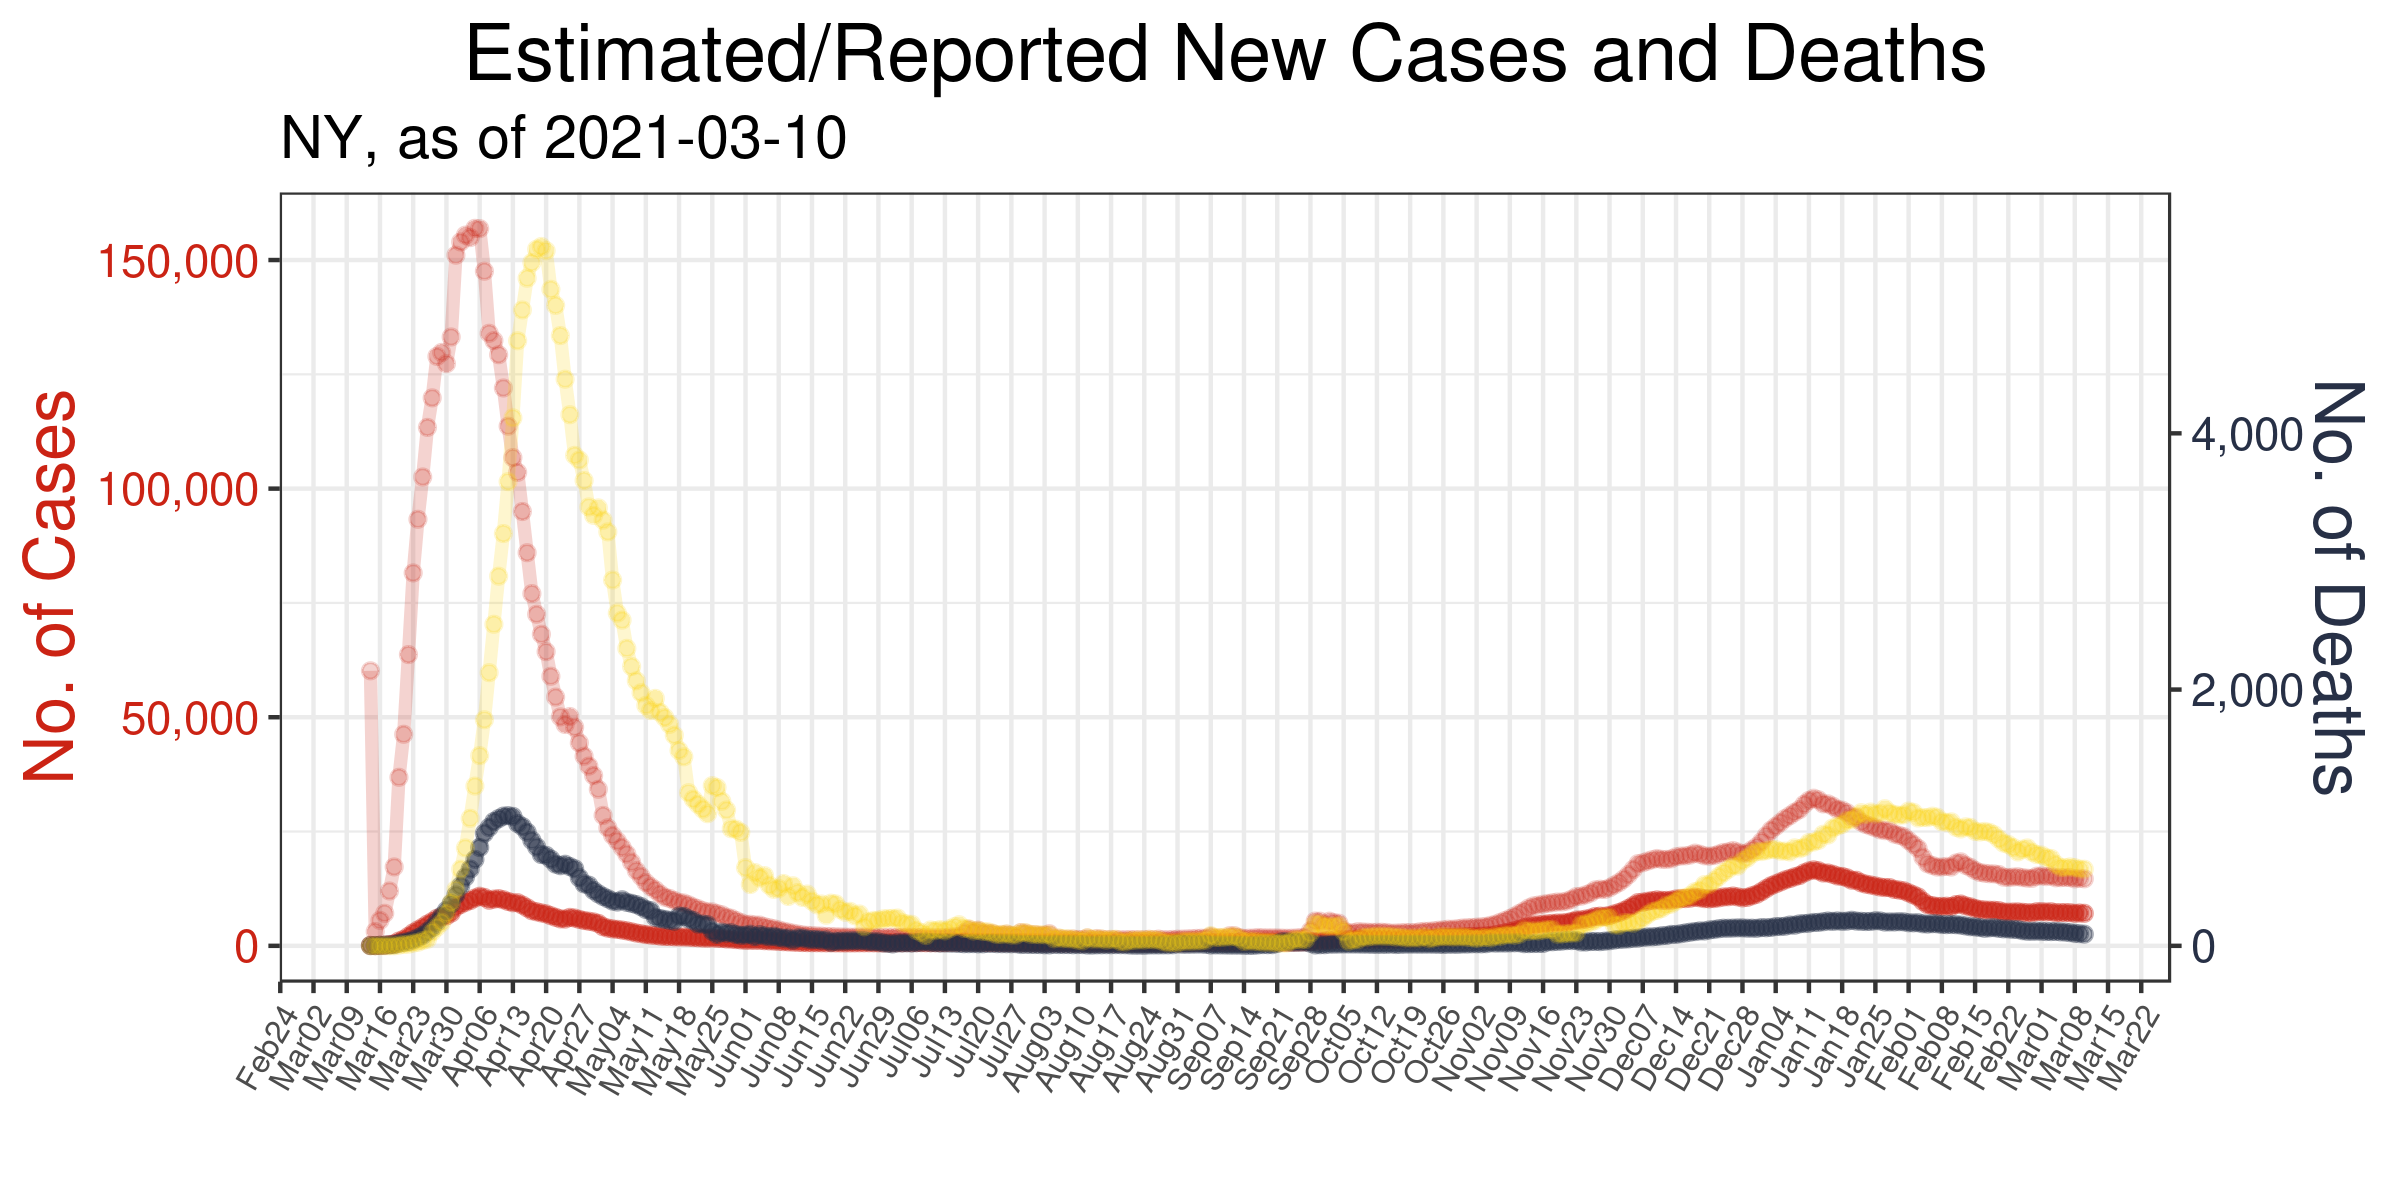 Estimated/Reported New Cases and Deaths
NY, as of 2021-03-10
No. of Cases
150,000
100,000
50,000
0
No. of Deaths
4,000
2,000
0
Feb24
Mar02
Mar09
Mar16
Mar23
Mar30
Apr06
Apr13
Apr20
Apr27
May04
May11
May18
May25
Jun01
Jun08
Jun15
Jun22
Jun29
Jul06
Jul13
Jul20
Jul27
Aug03
Aug10
Aug17
Aug24
Aug31
Sep07
Sep14
Sep21
Sep28
Oct05
Oct12
Oct19
Oct26
Nov02
Nov09
Nov16
Nov23
Nov30
Dec07
Dec14
Dec21
Dec28
Jan04
Jan11
Jan18
Jan25
Feb01
Feb08
Feb15
Feb22
Mar01
Mar08
Mar15
Mar22